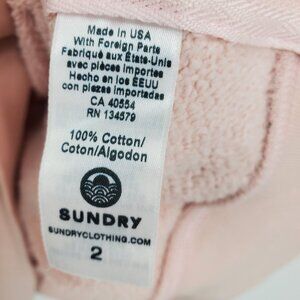 Made in USA
With Foreign Parts
Fabriqué aux États-Unis
avec pièces importes
Hecho en los EEUU
con piezas importadas
CA 40554
RN 134579
100% Cotton/
Coton/Algodon
SUNDRY
SUNDRYCLOTHING.COM
2